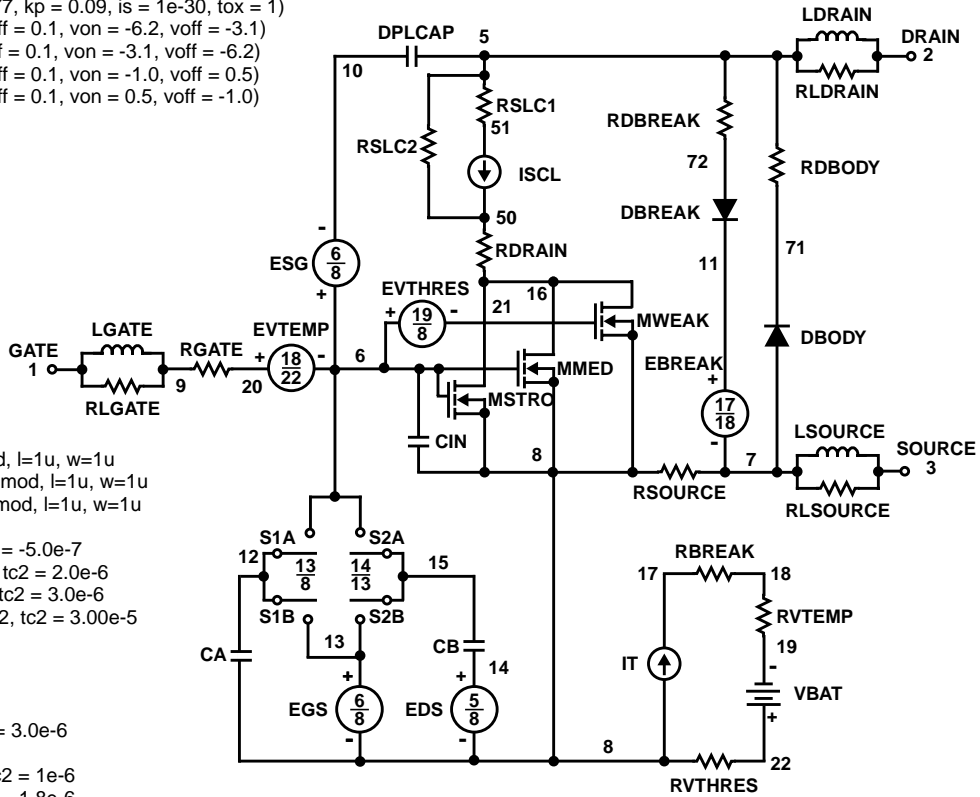 7, kp = 0.09, is = 1e-30, tox = 1)
ff = 0.1, von = -6.2, voff = -3.1)
f = 0.1, von = -3.1, voff = -6.2)
ff = 0.1, von = -1.0, voff = 0.5)
ff = 0.1, von = 0.5, voff = -1.0)
LDRAIN
DPLCAP 5 DRAIN
10 2
RLDRAIN
RSLC1
51
RSLC2
RDBREAK
72
RDBODY
ISCL
DBREAK
50
RDRAIN
71
ESG 6/8
11
EVTHRES
16
21
19/8
MWEAK
LGATE EVTEMP
GATE RGATE 6
1 18/22
9 20
RLGATE
MMED
EBREAK
DBODY
MSTRO
17/18
CIN
LSOURCE
8 7 SOURCE
3
RSOURCE
RLSOURCE
d, l=1u, w=1u
mod, l=1u, w=1u
mod, l=1u, w=1u
= -5.0e-7
tc2 = 2.0e-6
tc2 = 3.0e-6
2, tc2 = 3.00e-5
S1A S2A
12 13/8 14/13 15
S1B S2B
13
CA CB
14
EGS 6/8 EDS 5/8
8
RBREAK
17 18
RVTEMP
19
IT
VBAT
22
RVTHRES
= 3.0e-6
c2 = 1e-6